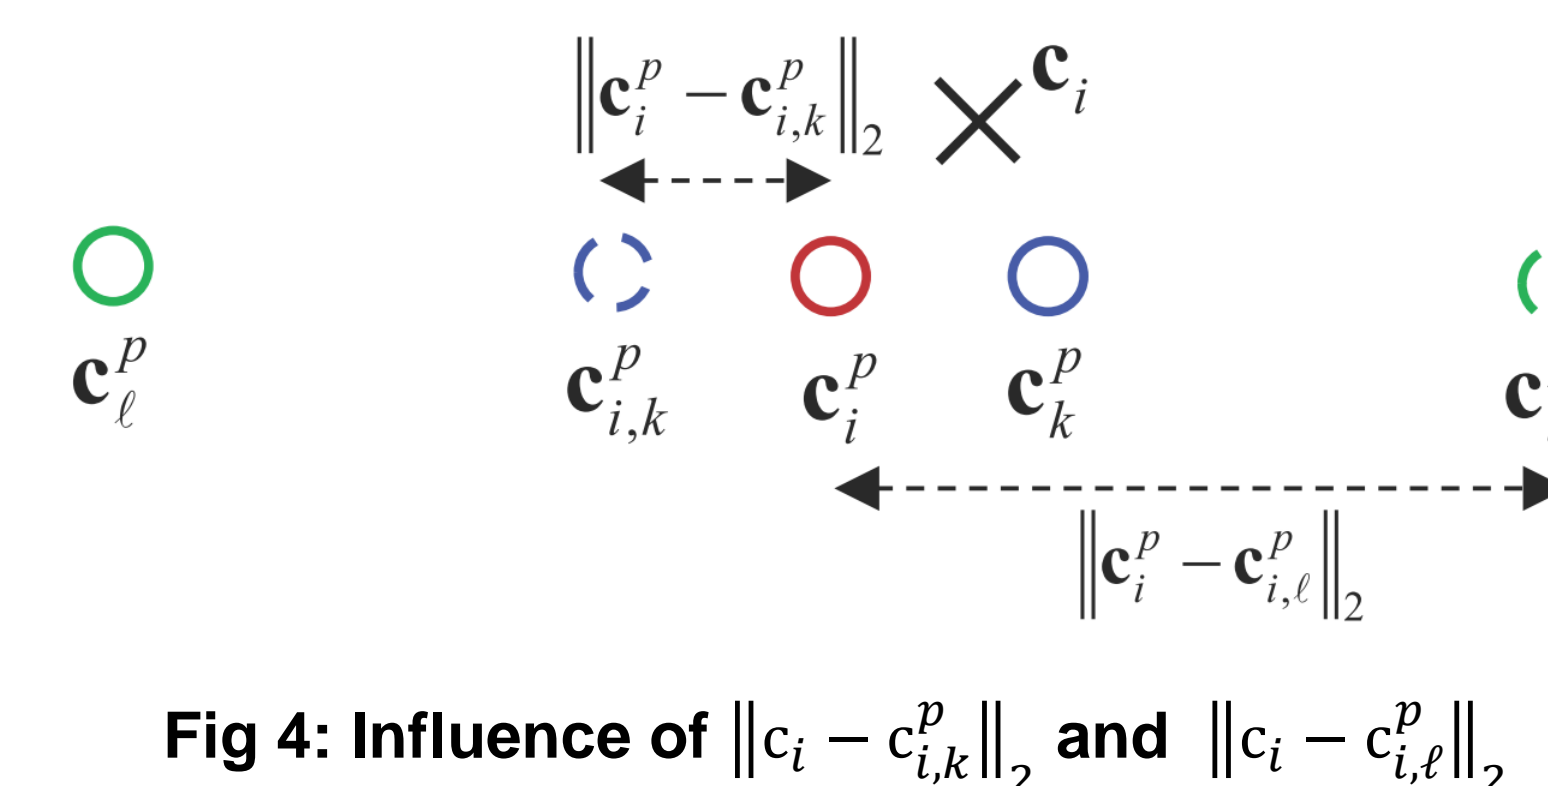 ‖c_i^p − c_{i,k}^p‖_2 c_i
c_ℓ^p c_{i,k}^p c_i^p c_k^p c
‖c_i^p − c_{i,ℓ}^p‖_2
Fig 4: Influence of ‖c_i − c_{i,k}^p‖_2 and ‖c_i − c_{i,ℓ}^p‖_2